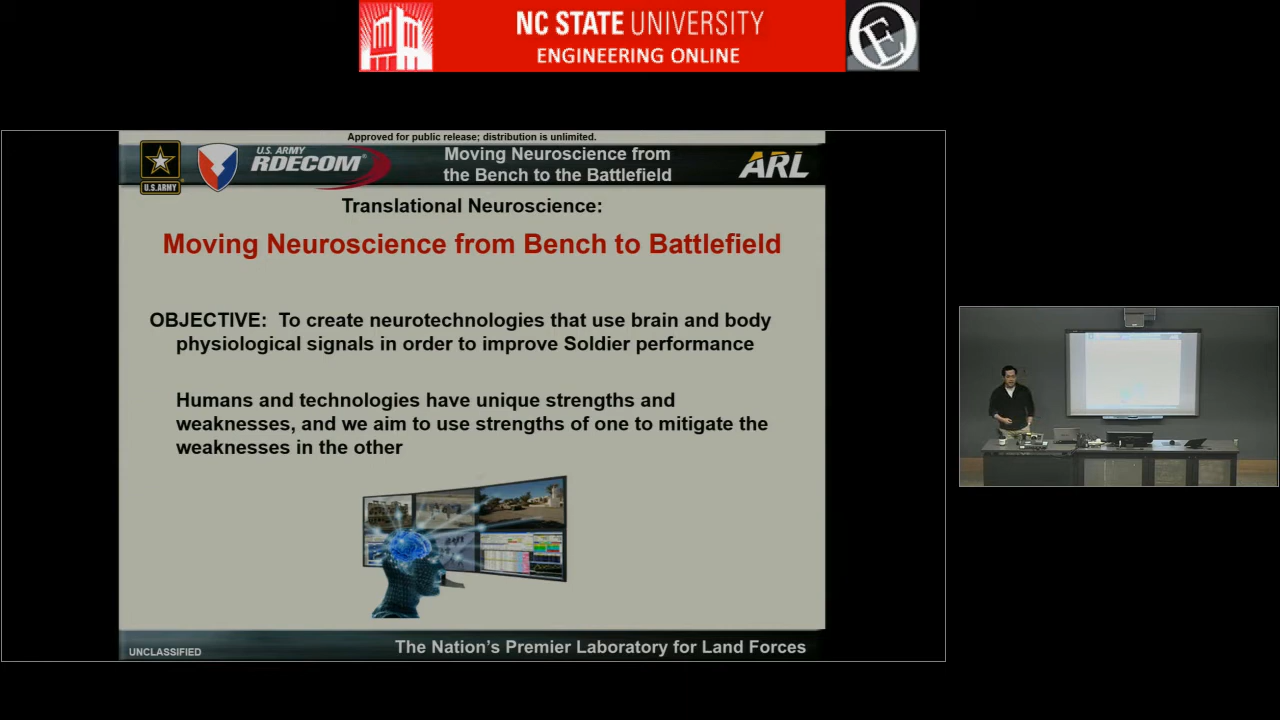 NC STATE UNIVERSITY
ENGINEERING ONLINE
E
Approved for public release; distribution is unlimited.
U.S. ARMY
RDECOM®
U.S.ARMY
Moving Neuroscience from
the Bench to the Battlefield
ARL
Translational Neuroscience:
Moving Neuroscience from Bench to Battlefield
OBJECTIVE: To create neurotechnologies that use brain and body
physiological signals in order to improve Soldier performance
Humans and technologies have unique strengths and
weaknesses, and we aim to use strengths of one to mitigate the
weaknesses in the other
UNCLASSIFIED
The Nation's Premier Laboratory for Land Forces